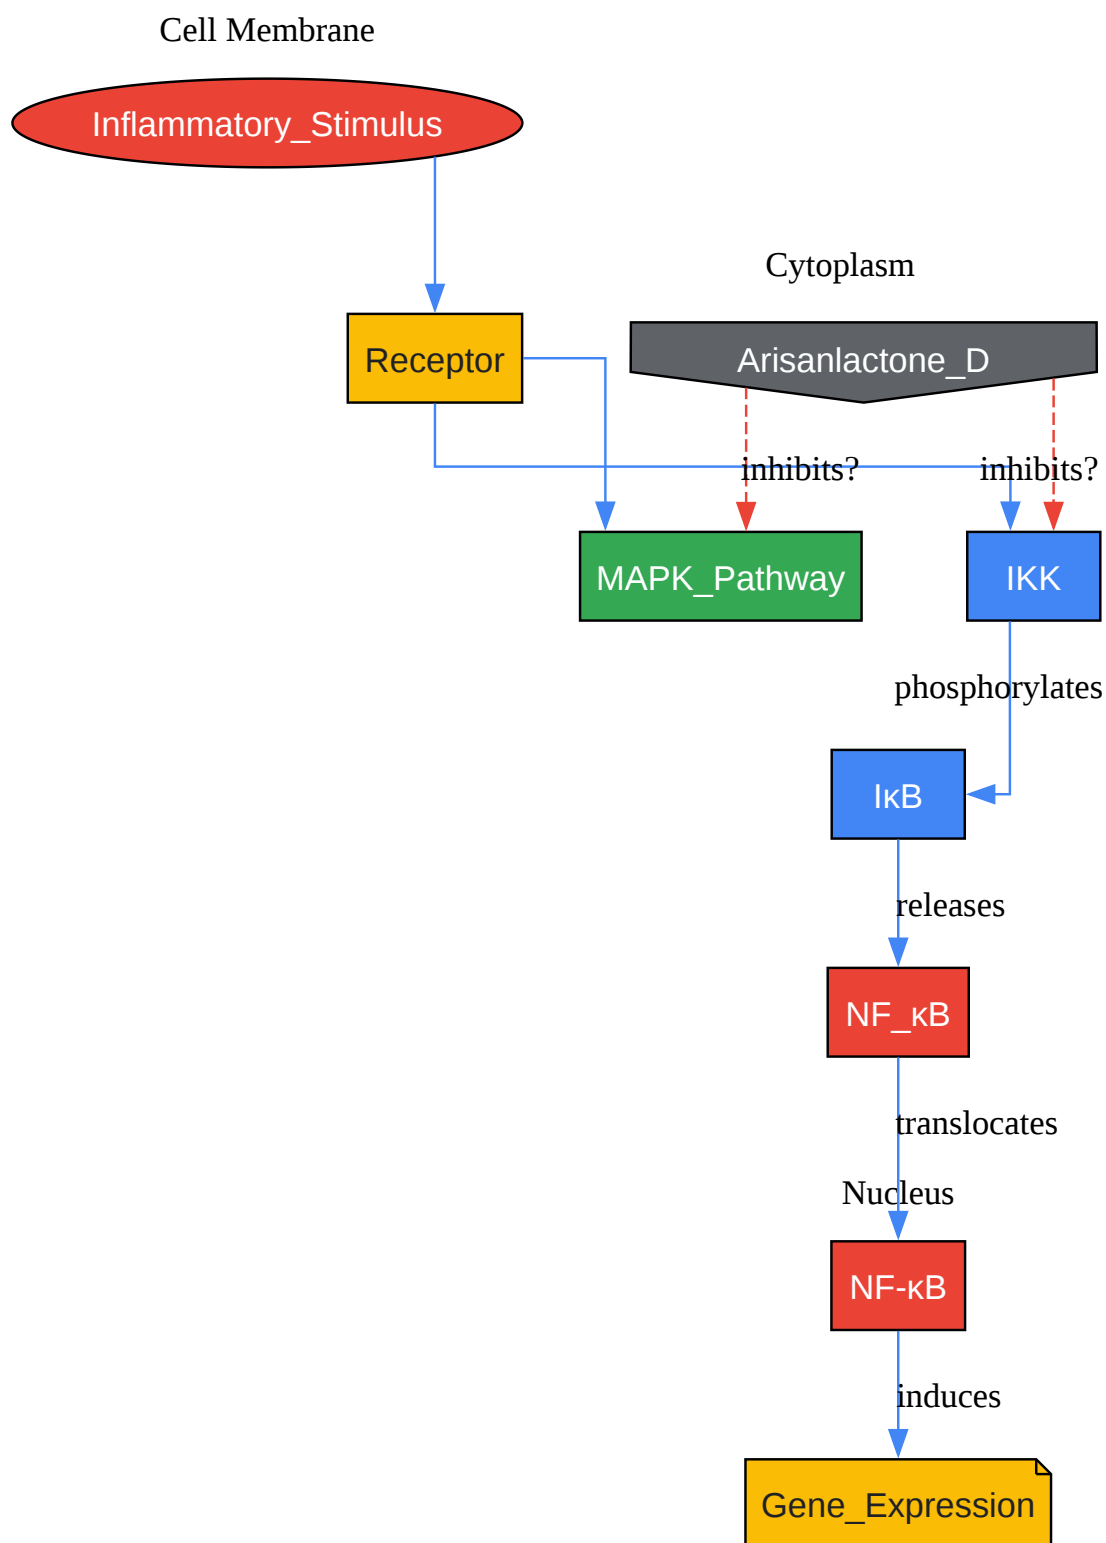 Cell Membrane
Inflammatory_Stimulus
Cytoplasm
Receptor
Arisanlactone_D
inhibits?
inhibits?
MAPK_Pathway
IKK
phosphorylates
IκB
releases
NF_κB
translocates
Nucleus
NF-κB
induces
Gene_Expression